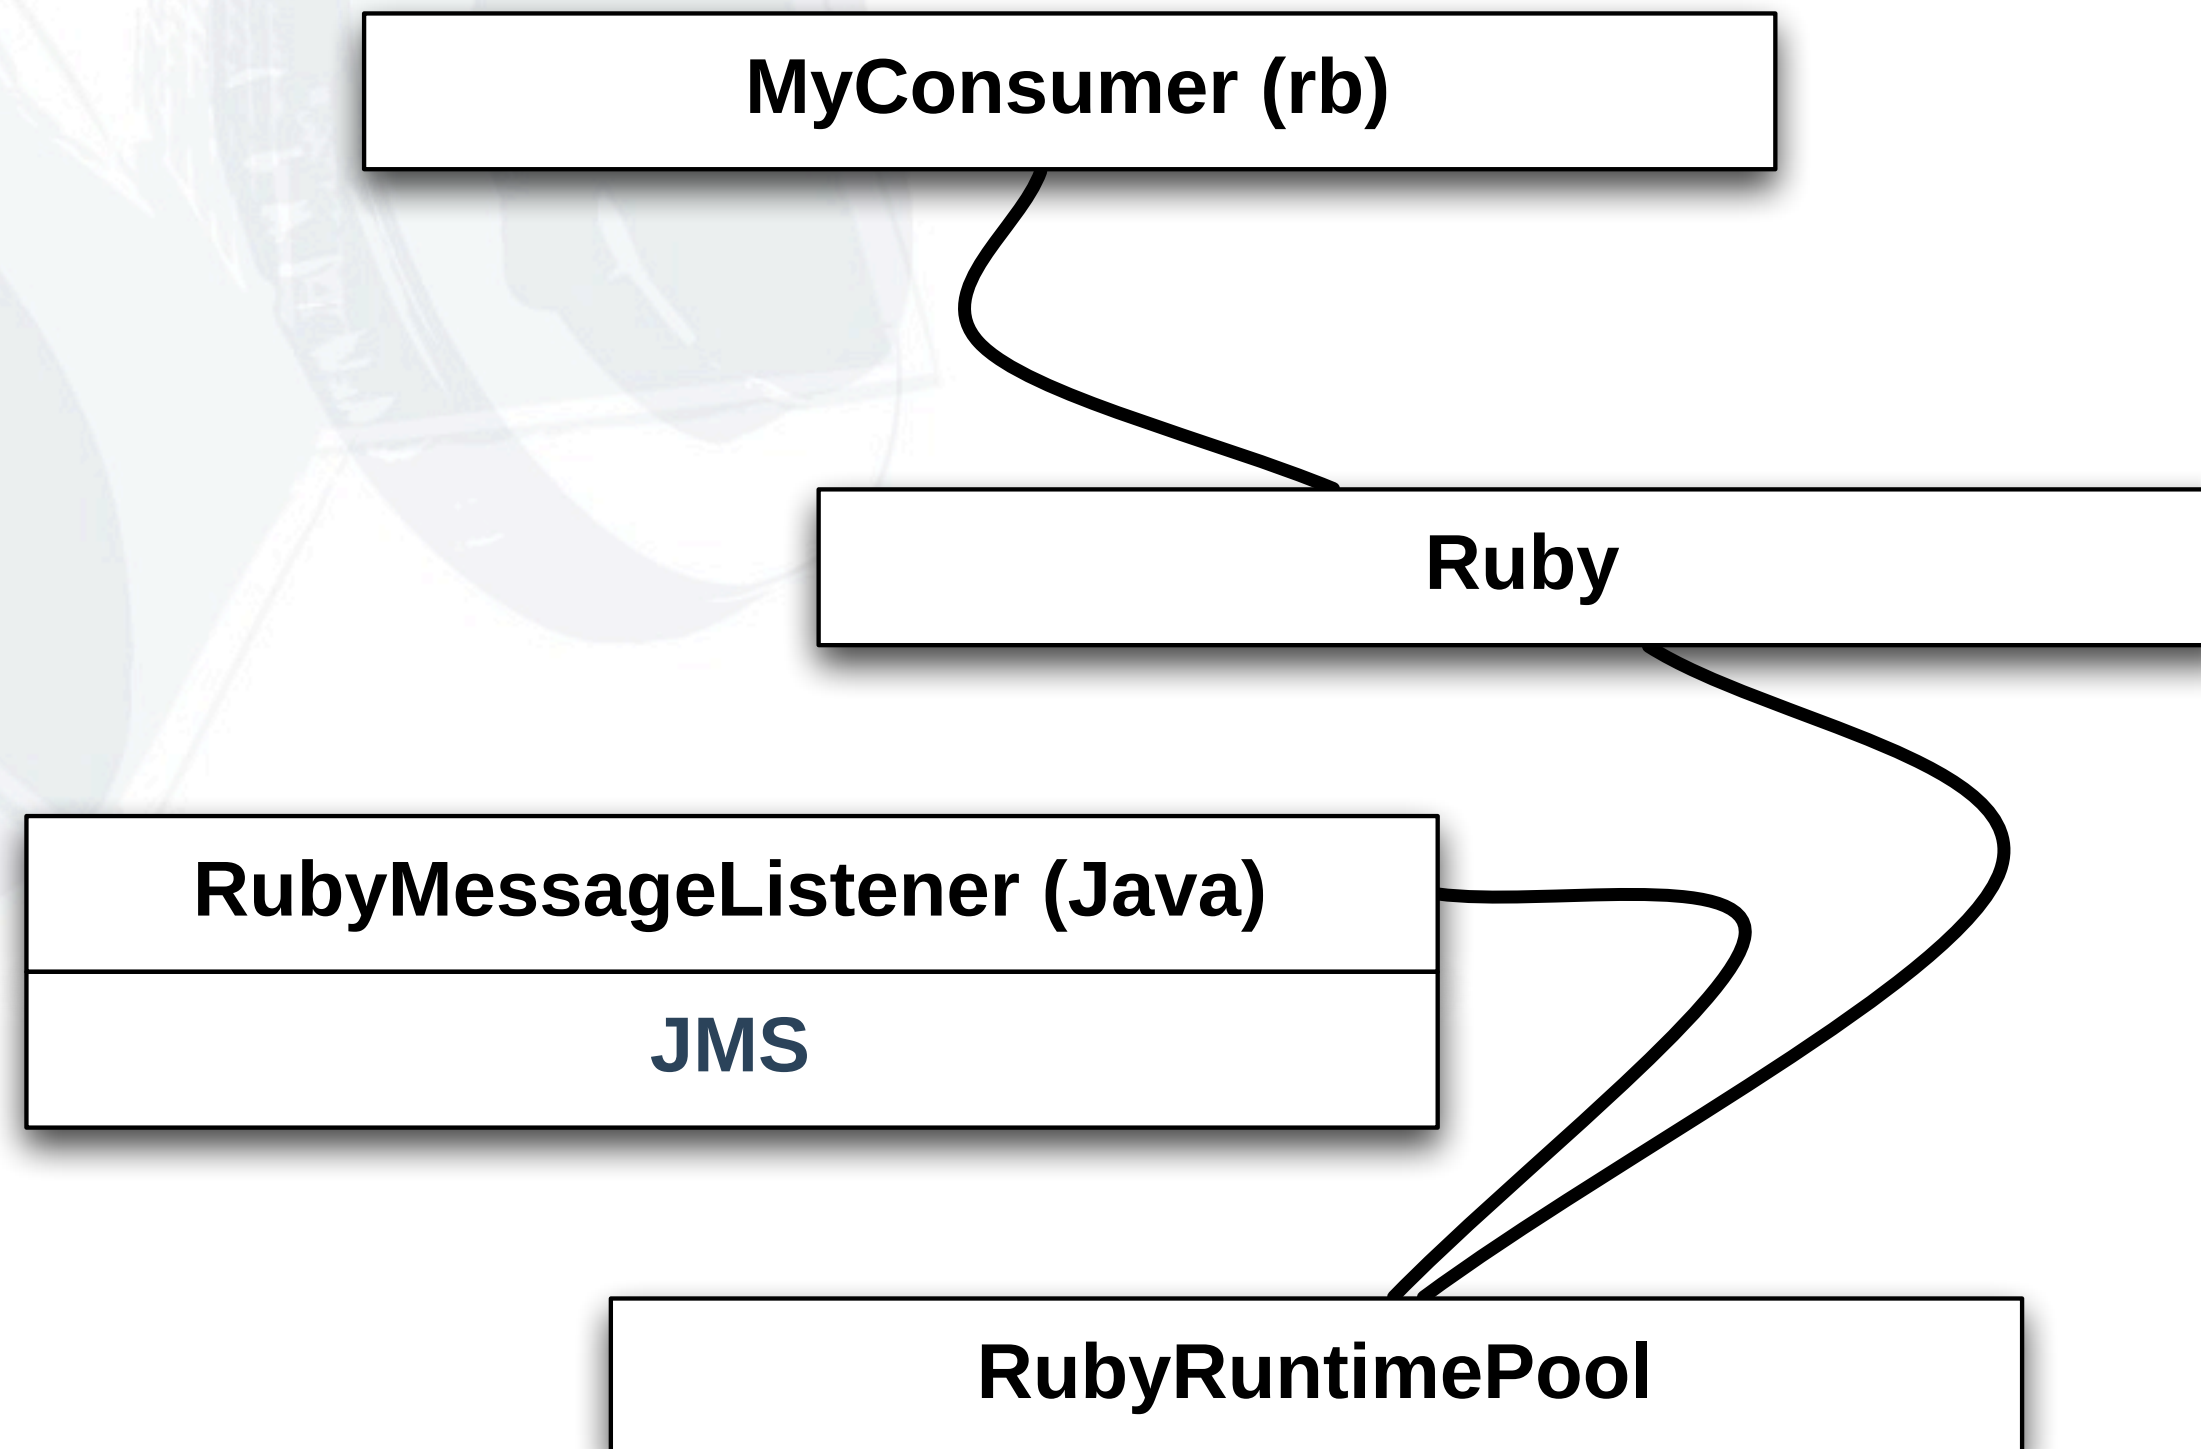 MyConsumer (rb)
Ruby
RubyMessageListener (Java)
JMS
RubyRuntimePool